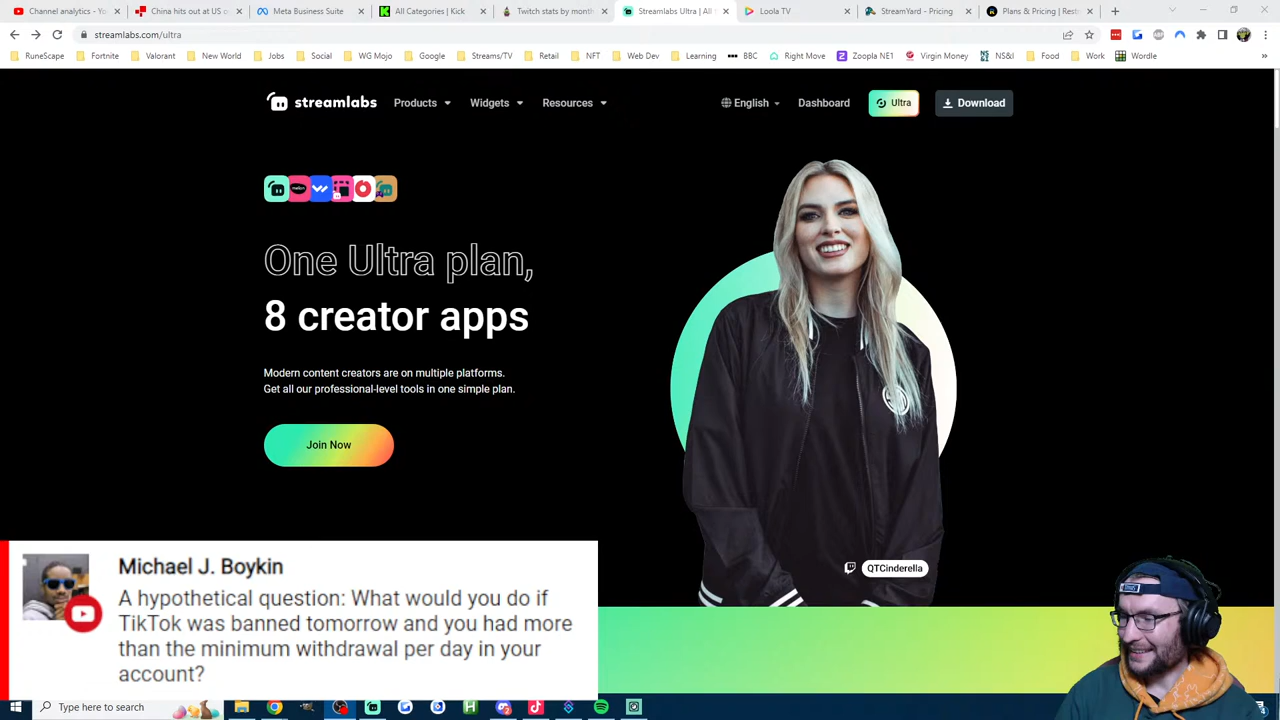 Channel analytics - Yo
China hits out at US o
Meta Business Suite
All Categories | Kick
Twitch stats by month
Streamlabs Ultra | All
Loola TV
StreamYard - Pricing
Plans & Pricing | Rest
streamlabs.com/ultra
RuneScape
Fortnite
Valorant
New World
Jobs
Social
WG Mojo
Google
Streams/TV
Retail
NFT
Web Dev
Learning
BBC
Right Move
Zoopla NE1
Virgin Money
NS&I
Food
Work
Wordle
streamlabs
Products
Widgets
Resources
English
Dashboard
Ultra
Download
One Ultra plan,
8 creator apps
Modern content creators are on multiple platforms.
Get all our professional-level tools in one simple plan.
Join Now
QTCinderella
Michael J. Boykin
A hypothetical question: What would you do if
TikTok was banned tomorrow and you had more
than the minimum withdrawal per day in your
account?
Type here to search